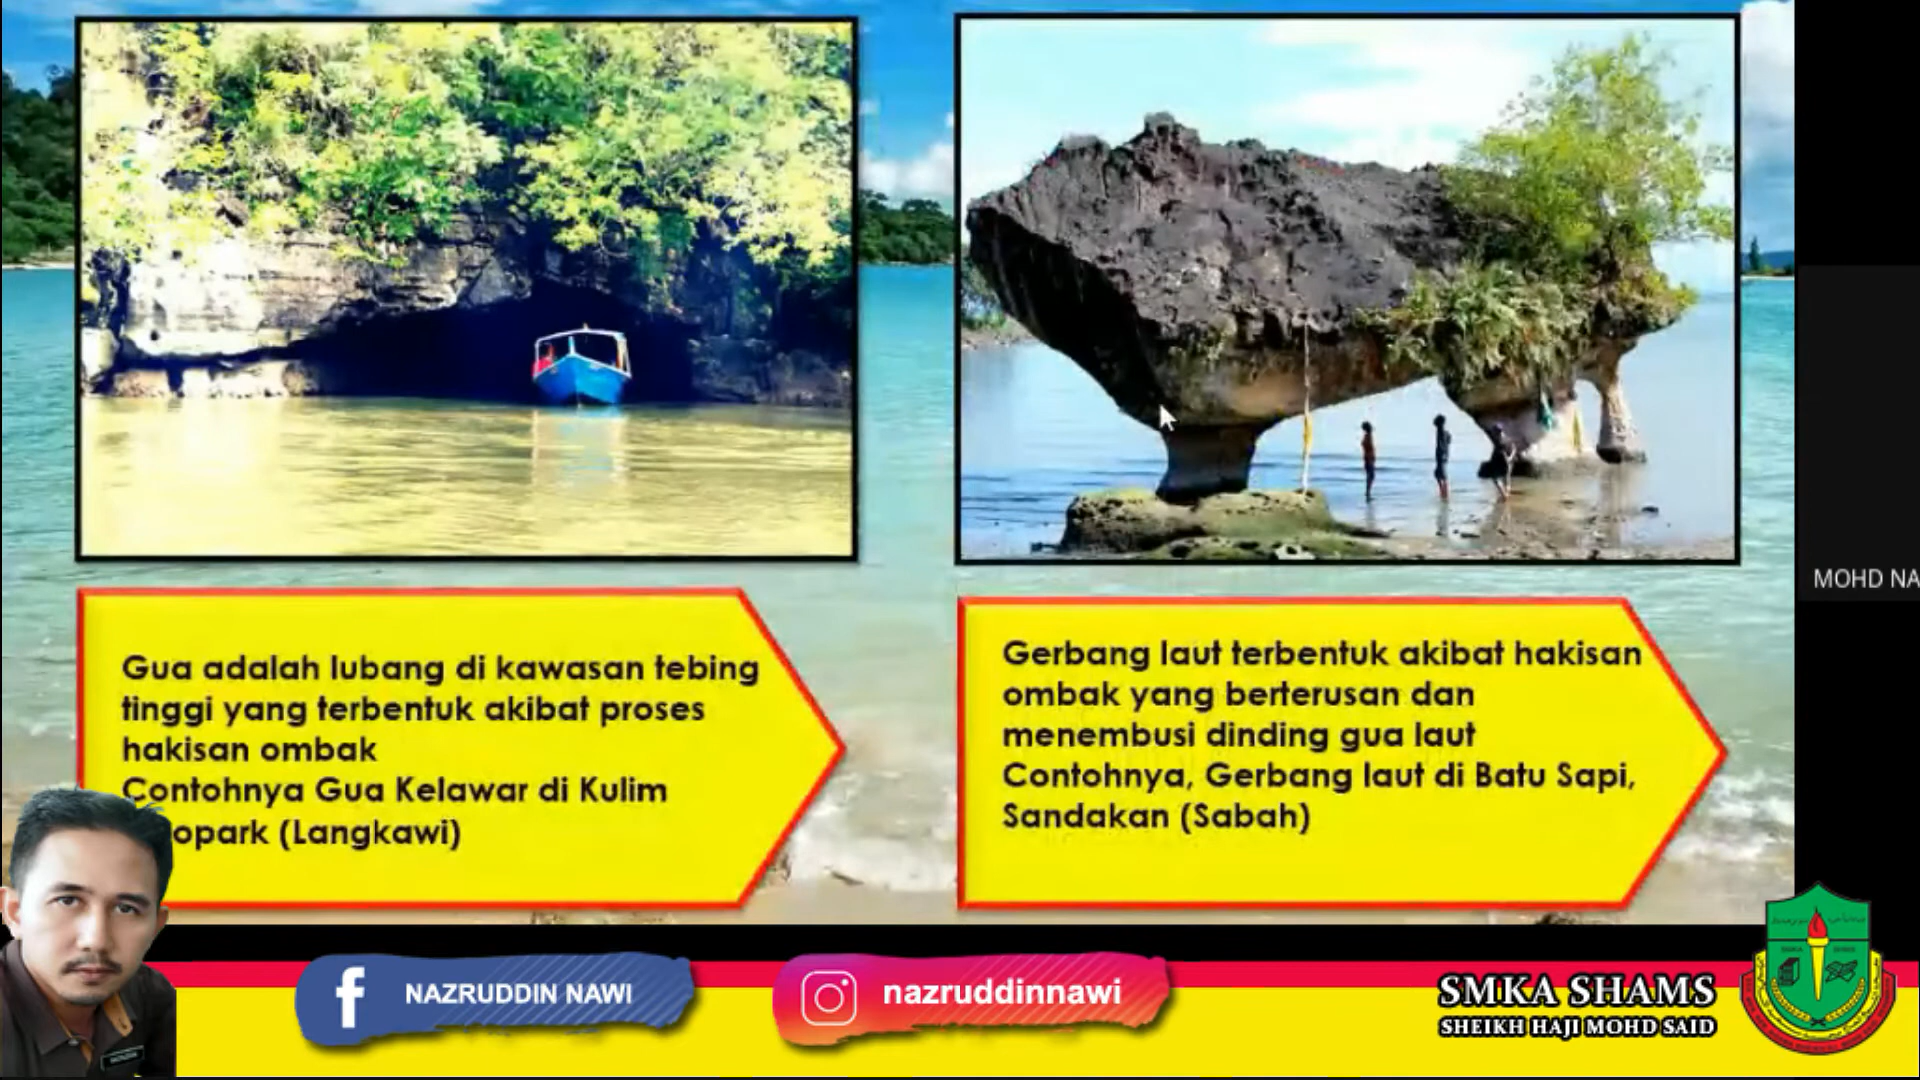 Gua adalah lubang di kawasan tebing
tinggi yang terbentuk akibat proses
hakisan ombak
Contohnya Gua Kelawar di Kulim
opark (Langkawi)
Gerbang laut terbentuk akibat hakisan
ombak yang berterusan dan
menembusi dinding gua laut
Contohnya, Gerbang laut di Batu Sapi,
Sandakan (Sabah)
MOHD NA
NAZRUDDIN NAWI
nazruddinnawi
SMKA SHAMS
SHEIKH HAJI MOHD SAID